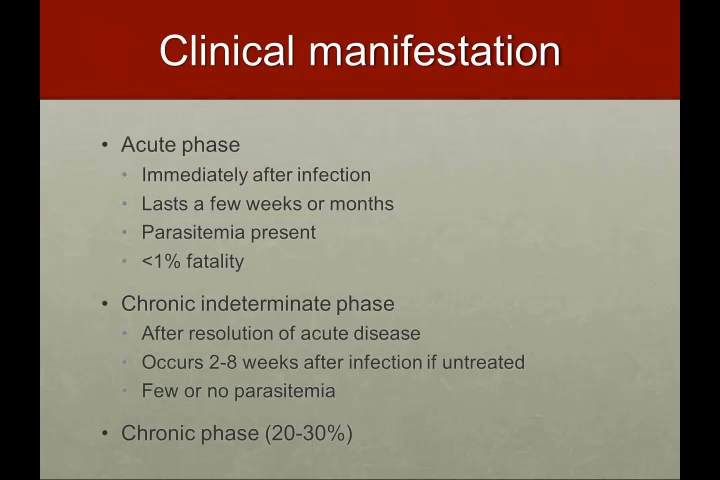 Clinical manifestation
• Acute phase
• Immediately after infection
• Lasts a few weeks or months
• Parasitemia present
• <1% fatality
• Chronic indeterminate phase
• After resolution of acute disease
• Occurs 2-8 weeks after infection if untreated
• Few or no parasitemia
• Chronic phase (20-30%)